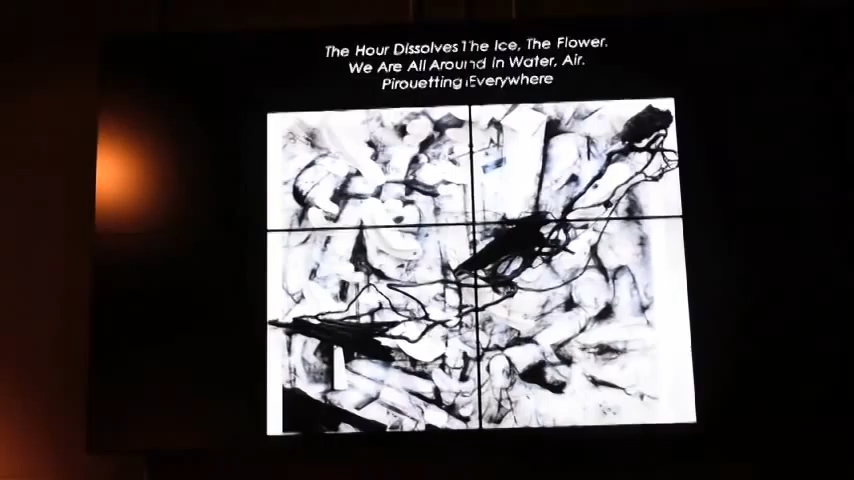 The Hour Dissolves The Ice, The Flower.
We Are All Around in Water, Air.
Pirouetting Everywhere